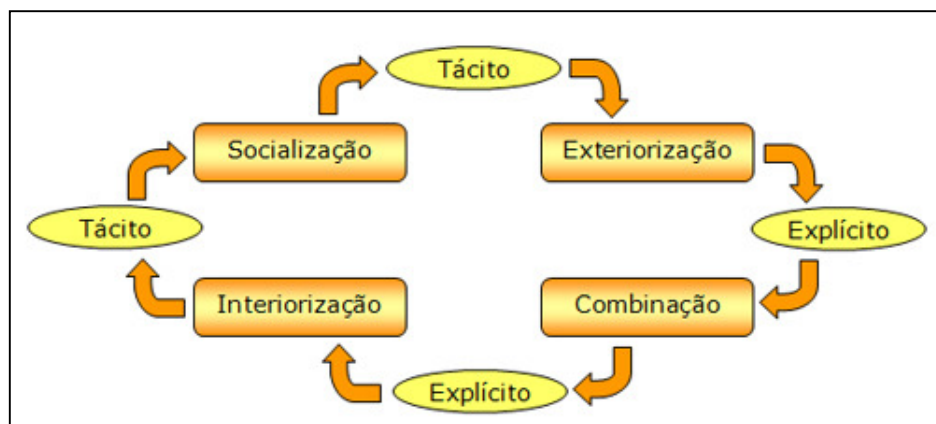 Tácito
Socialização
Exteriorização
Tácito
Explícito
Interiorização
Combinação
Explícito